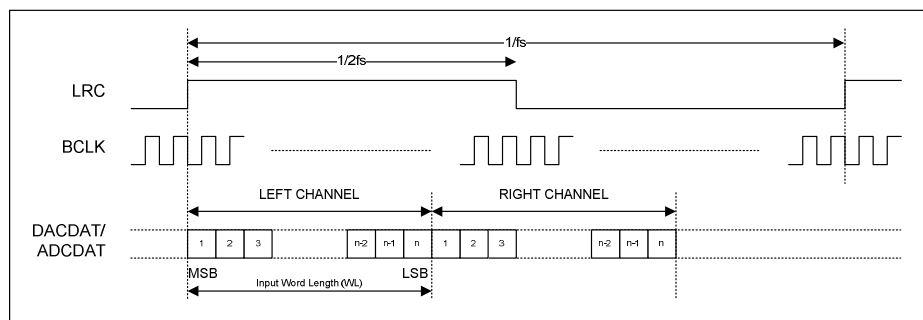 1/fs
1/2fs
LRC
BCLK
LEFT CHANNEL
RIGHT CHANNEL
DACDAT/
ADCDAT
1 2 3 n-2 n-1 n 1 2 3 n-2 n-1 n
MSB LSB
Input Word Length (WL)